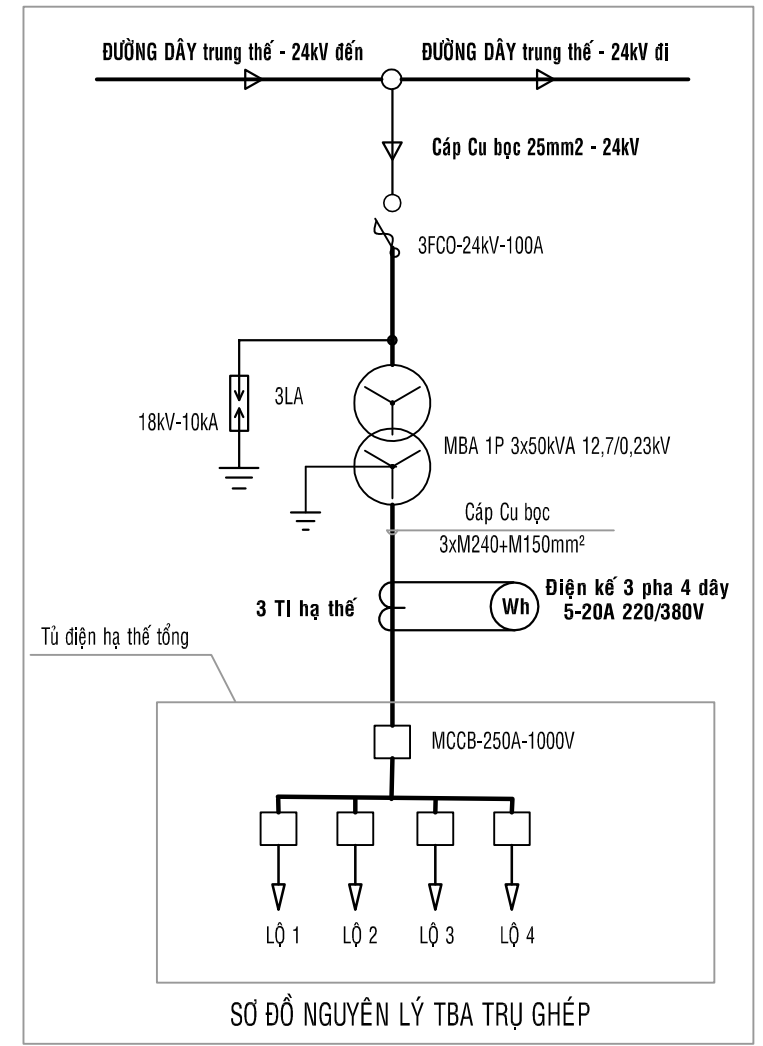 ĐƯỜNG DÂY trung thế - 24kV đến
ĐƯỜNG DÂY trung thế - 24kV đi
Cáp Cu bọc 25mm2 - 24kV
3FCO-24kV-100A
3LA
18kV-10kA
MBA 1P 3x50kVA 12,7/0,23kV
Cáp Cu bọc
3xM240+M150mm²
3 TI hạ thế
Wh
Điện kế 3 pha 4 dây
5-20A 220/380V
Tủ điện hạ thế tổng
MCCB-250A-1000V
LỘ 1
LỘ 2
LỘ 3
LỘ 4
SƠ ĐỒ NGUYÊN LÝ TBA TRỤ GHÉP